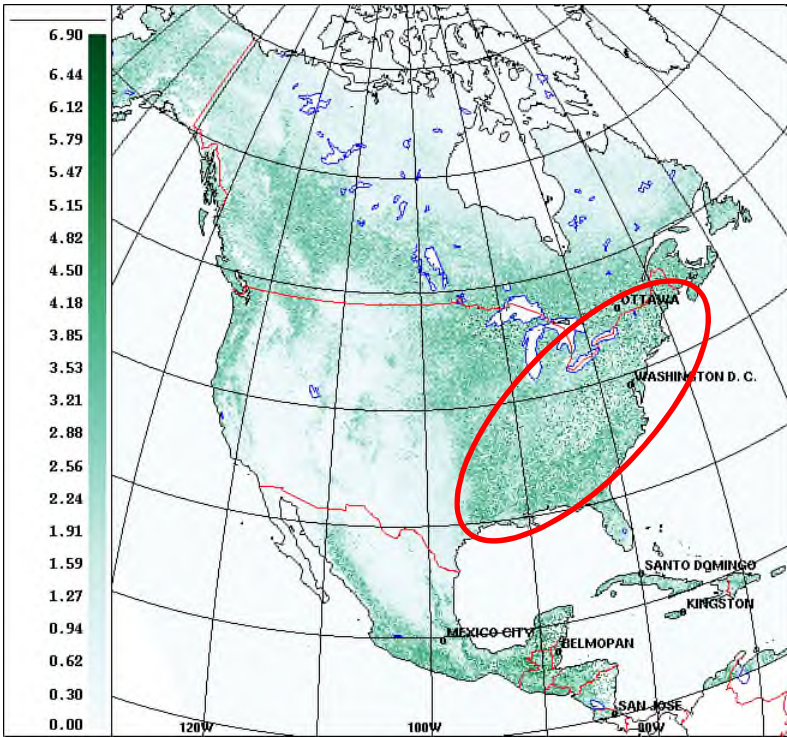 6.90
6.44
6.12
5.79
5.47
5.15
4.82
4.50
4.18
3.85
3.53
3.21
2.88
2.56
2.24
1.91
1.59
1.27
0.94
0.62
0.30
0.00
OTTAWA
WASHINGTON D. C.
SANTO DOMINGO
KINGSTON
MEXICO CITY
BELMOPAN
SAN JOSE
120W
100W
80W